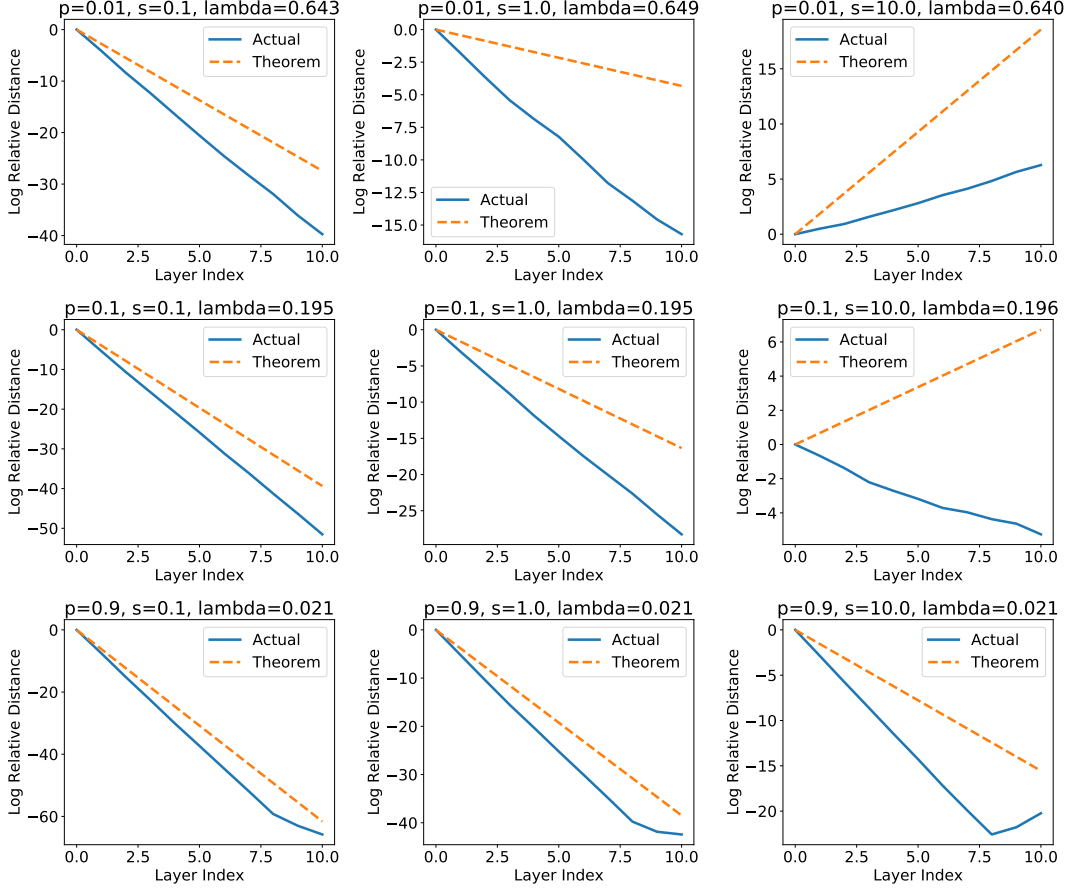 p=0.01, s=0.1, lambda=0.643
0
−10
−20
−30
−40
Log Relative Distance
Actual
Theorem
0.0 2.5 5.0 7.5 10.0
Layer Index
p=0.01, s=1.0, lambda=0.649
0.0
−2.5
−5.0
−7.5
−10.0
−12.5
−15.0
Log Relative Distance
Actual
Theorem
0.0 2.5 5.0 7.5 10.0
Layer Index
p=0.01, s=10.0, lambda=0.640
15
10
5
0
Log Relative Distance
Actual
Theorem
0.0 2.5 5.0 7.5 10.0
Layer Index
p=0.1, s=0.1, lambda=0.195
0
−10
−20
−30
−40
−50
Log Relative Distance
Actual
Theorem
0.0 2.5 5.0 7.5 10.0
Layer Index
p=0.1, s=1.0, lambda=0.195
0
−5
−10
−15
−20
−25
Log Relative Distance
Actual
Theorem
0.0 2.5 5.0 7.5 10.0
Layer Index
p=0.1, s=10.0, lambda=0.196
6
4
2
0
−2
−4
Log Relative Distance
Actual
Theorem
0.0 2.5 5.0 7.5 10.0
Layer Index
p=0.9, s=0.1, lambda=0.021
0
−20
−40
−60
Log Relative Distance
Actual
Theorem
0.0 2.5 5.0 7.5 10.0
Layer Index
p=0.9, s=1.0, lambda=0.021
0
−10
−20
−30
−40
Log Relative Distance
Actual
Theorem
0.0 2.5 5.0 7.5 10.0
Layer Index
p=0.9, s=10.0, lambda=0.021
0
−5
−10
−15
−20
Log Relative Distance
Actual
Theorem
0.0 2.5 5.0 7.5 10.0
Layer Index